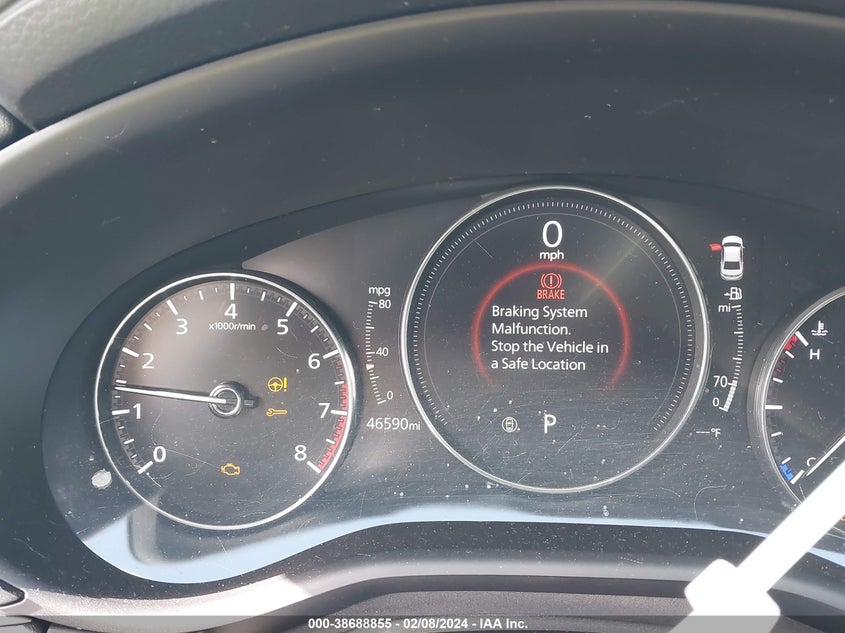 0
mph
BRAKE
Braking System
Malfunction.
Stop the Vehicle in
a Safe Location
P
0
1
2
3
4
5
6
7
8
x1000r/min
mpg
80
40
0
46590mi
mi
70
0
---°F
H
000-38688855 - 02/08/2024 - IAA Inc.